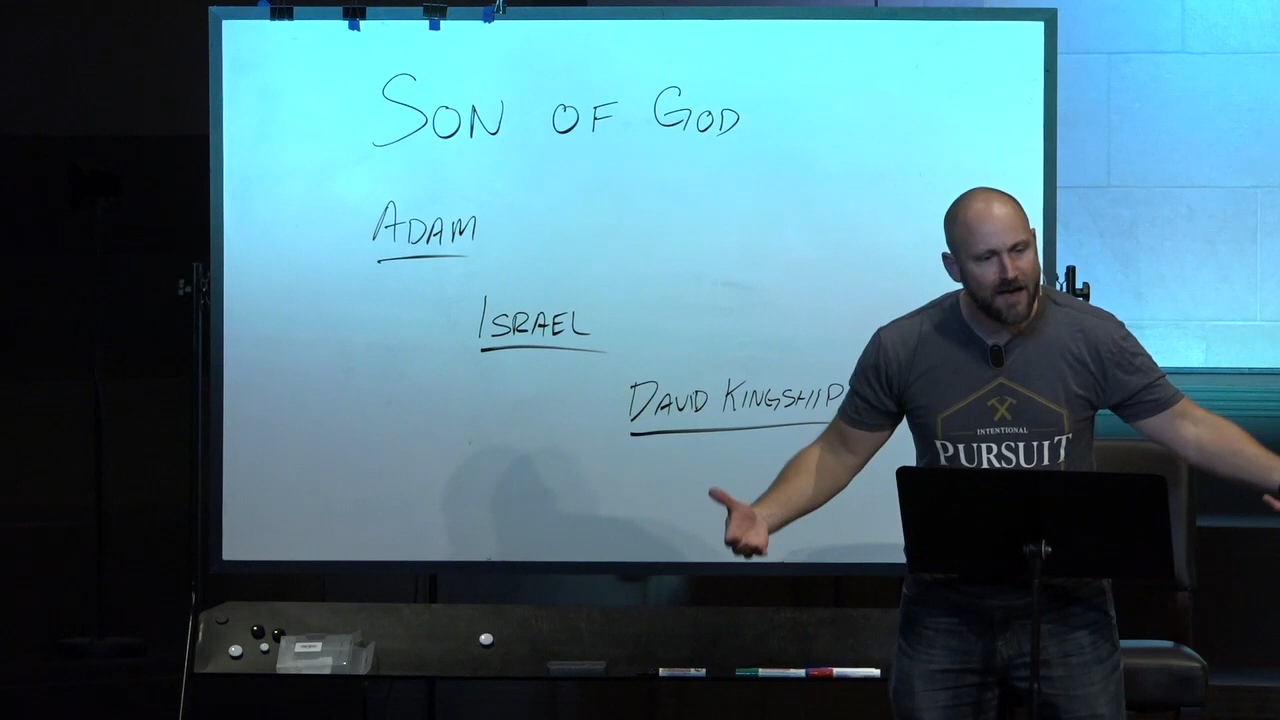 SON OF GOD
ADAM
ISRAEL
DAVID KINGSHIP
INTENTIONAL
PURSUIT